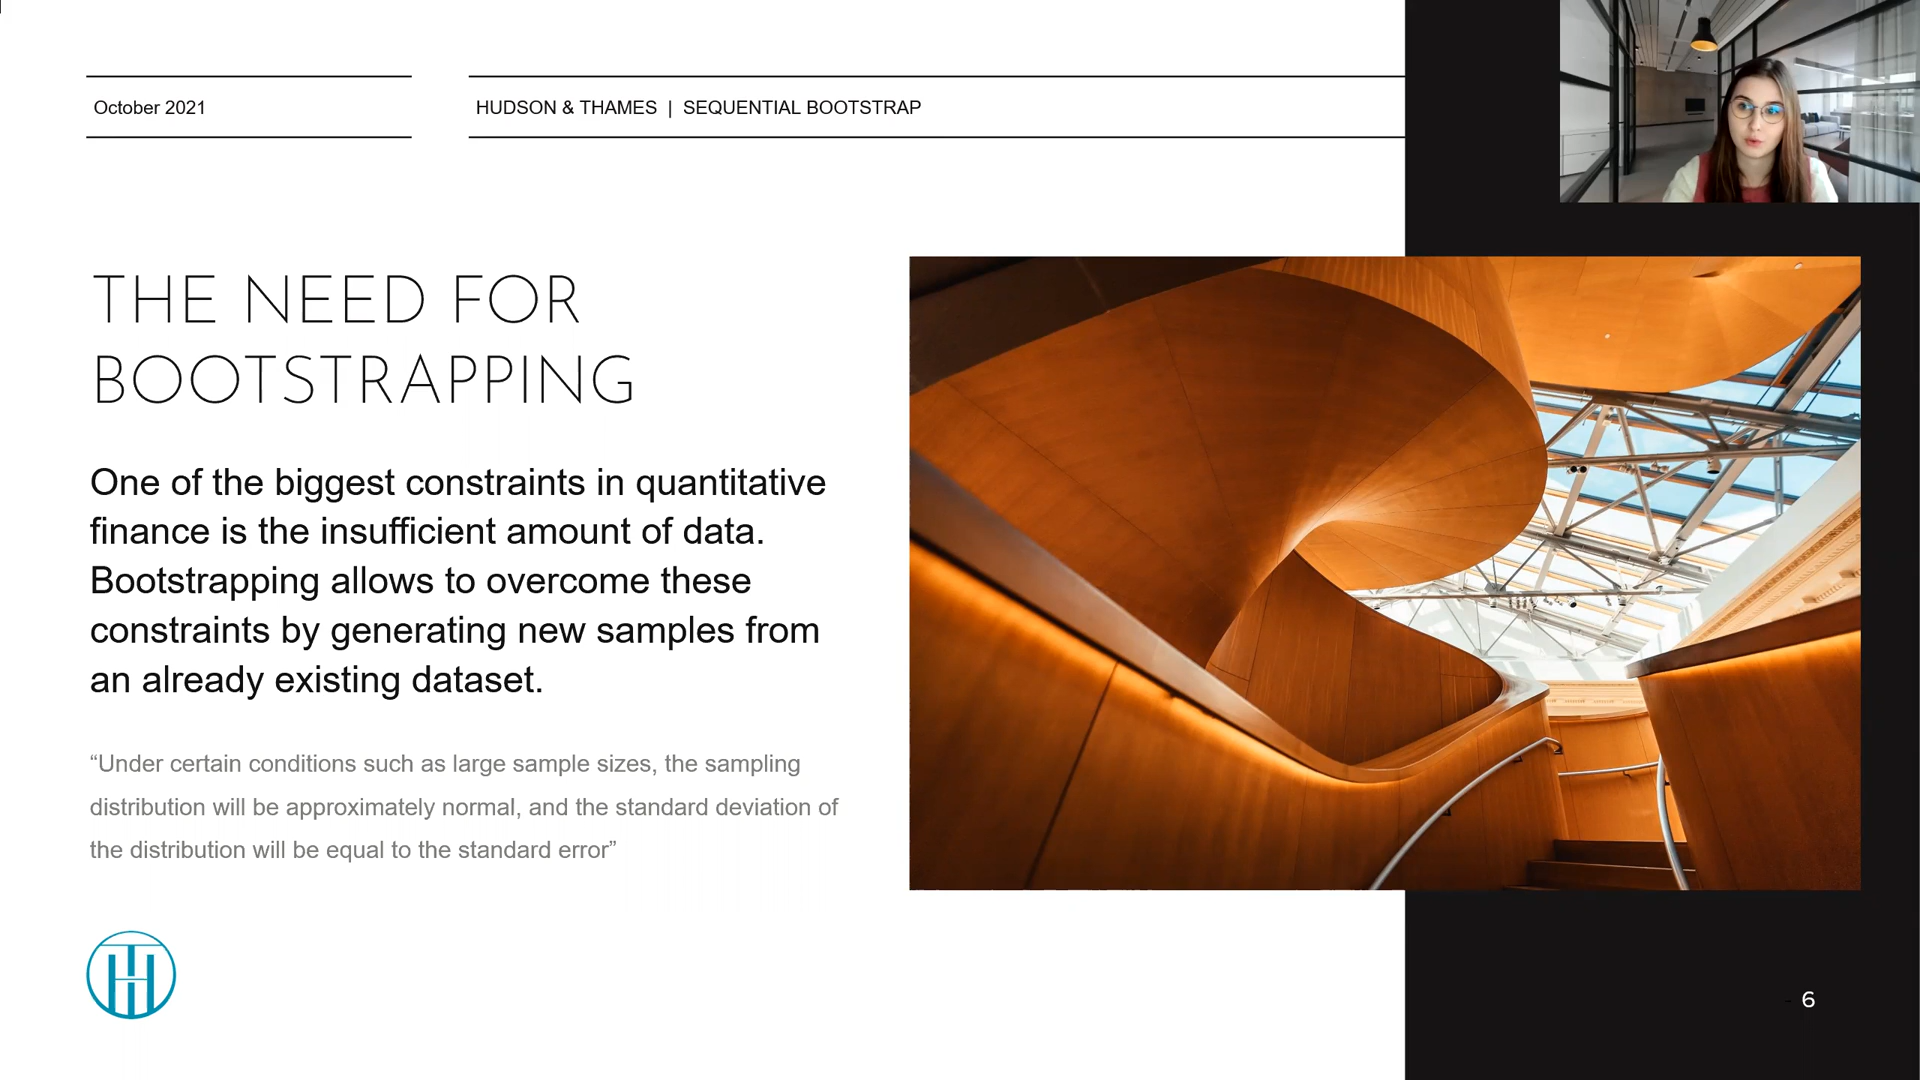 October 2021
HUDSON & THAMES | SEQUENTIAL BOOTSTRAP
THE NEED FOR
BOOTSTRAPPING
One of the biggest constraints in quantitative
finance is the insufficient amount of data.
Bootstrapping allows to overcome these
constraints by generating new samples from
an already existing dataset.
“Under certain conditions such as large sample sizes, the sampling
distribution will be approximately normal, and the standard deviation of
the distribution will be equal to the standard error”
6